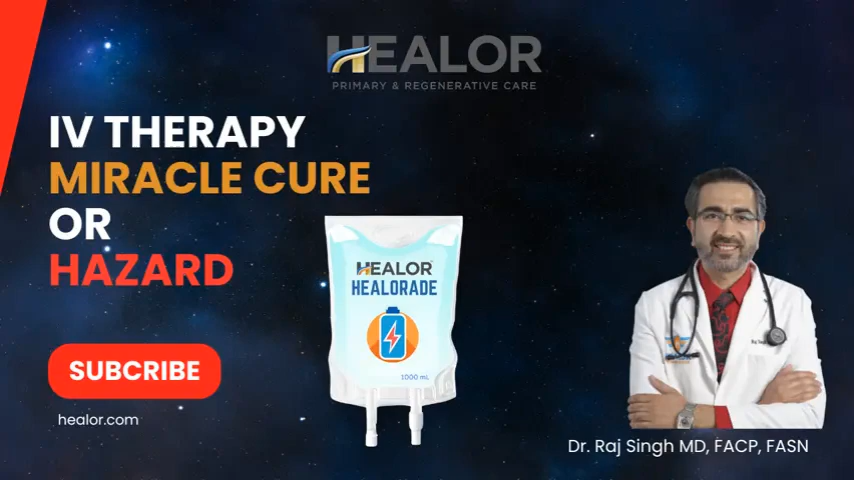 HEALOR
PRIMARY & REGENERATIVE CARE
IV THERAPY
MIRACLE CURE
OR
HAZARD
HEALOR
HEALORADE
1000 mL
SUBCRIBE
healor.com
Dr. Raj Singh MD, FACP, FASN